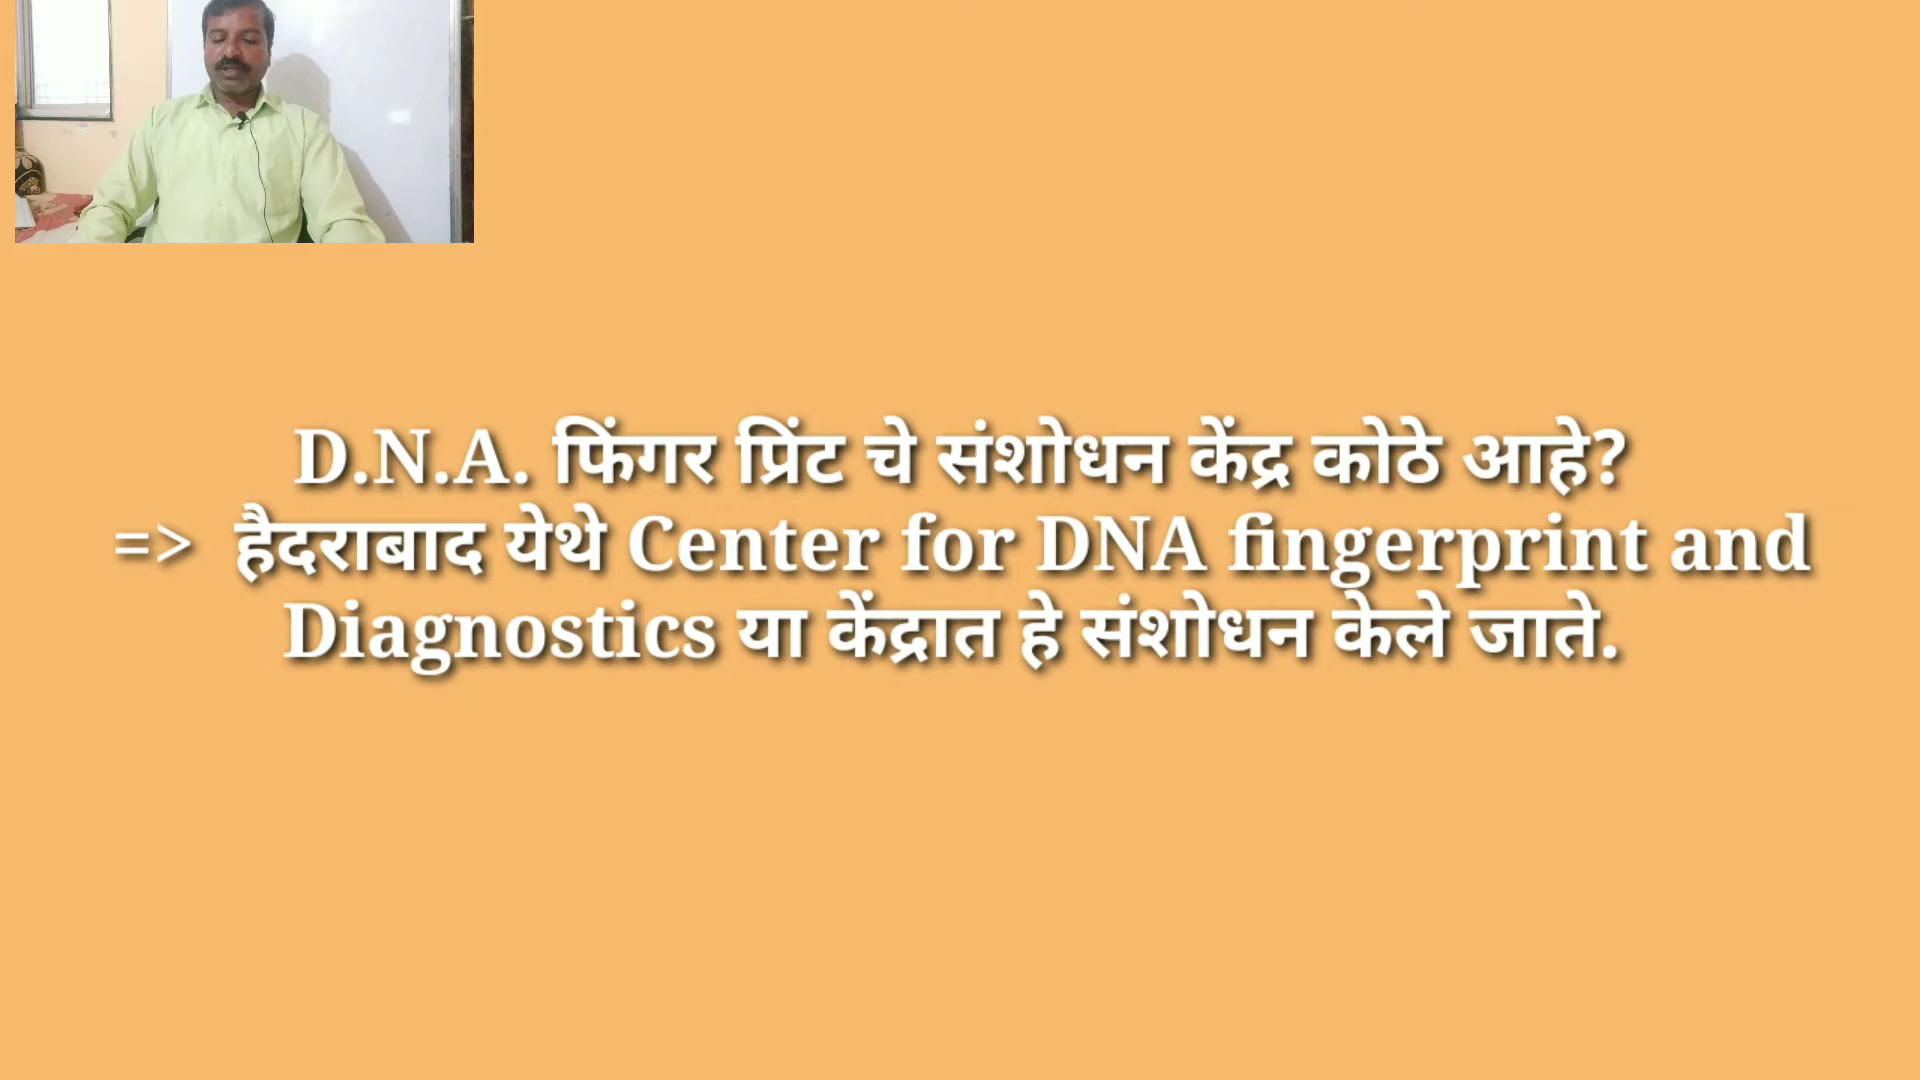 D.N.A. फिंगर प्रिंट चे संशोधन केंद्र कोठे आहे?
=> हैदराबाद येथे Center for DNA fingerprint and
Diagnostics या केंद्रात हे संशोधन केले जाते.